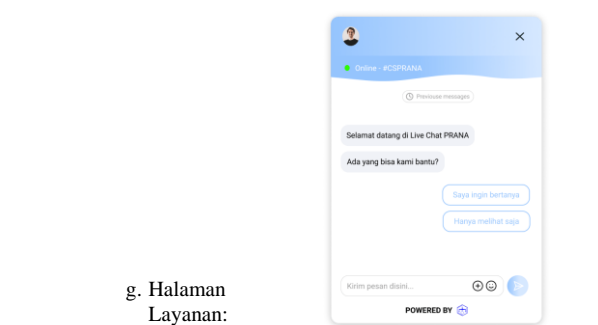 Online - #CSPRANA
Previouse messages
Selamat datang di Live Chat PRANA
Ada yang bisa kami bantu?
Saya ingin bertanya
Hanya melihat saja
Kirim pesan disini...
POWERED BY
g. Halaman
Layanan: